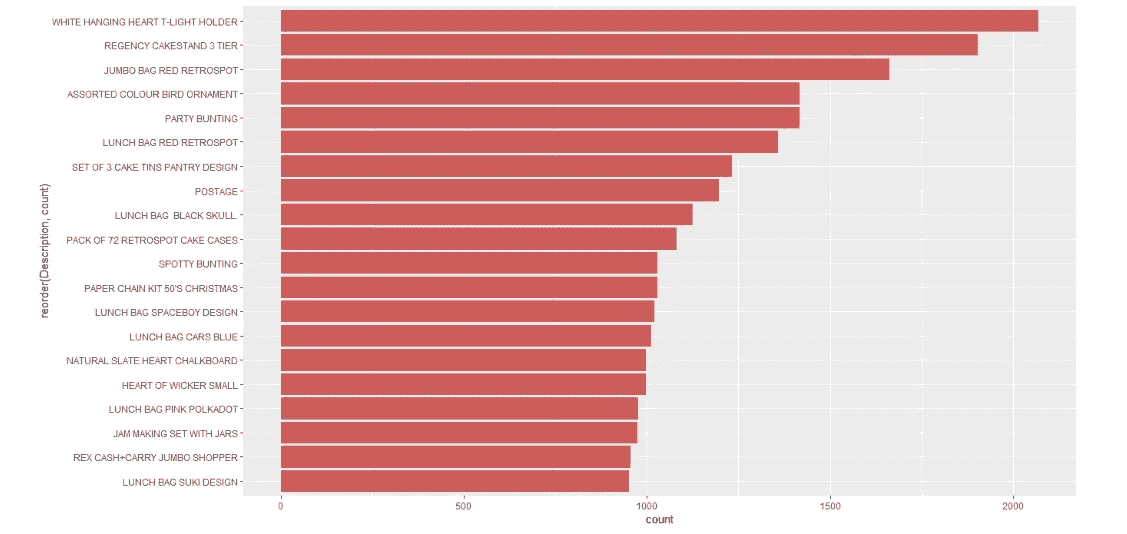 WHITE HANGING HEART T-LIGHT HOLDER
REGENCY CAKESTAND 3 TIER
JUMBO BAG RED RETROSPOT
ASSORTED COLOUR BIRD ORNAMENT
PARTY BUNTING
LUNCH BAG RED RETROSPOT
SET OF 3 CAKE TINS PANTRY DESIGN
POSTAGE
LUNCH BAG  BLACK SKULL.
PACK OF 72 RETROSPOT CAKE CASES
SPOTTY BUNTING
PAPER CHAIN KIT 50'S CHRISTMAS
LUNCH BAG SPACEBOY DESIGN
LUNCH BAG CARS BLUE
NATURAL SLATE HEART CHALKBOARD
HEART OF WICKER SMALL
LUNCH BAG PINK POLKADOT
JAM MAKING SET WITH JARS
REX CASH+CARRY JUMBO SHOPPER
LUNCH BAG SUKI DESIGN
reorder(Description, count)
0 500 1000 1500 2000
count